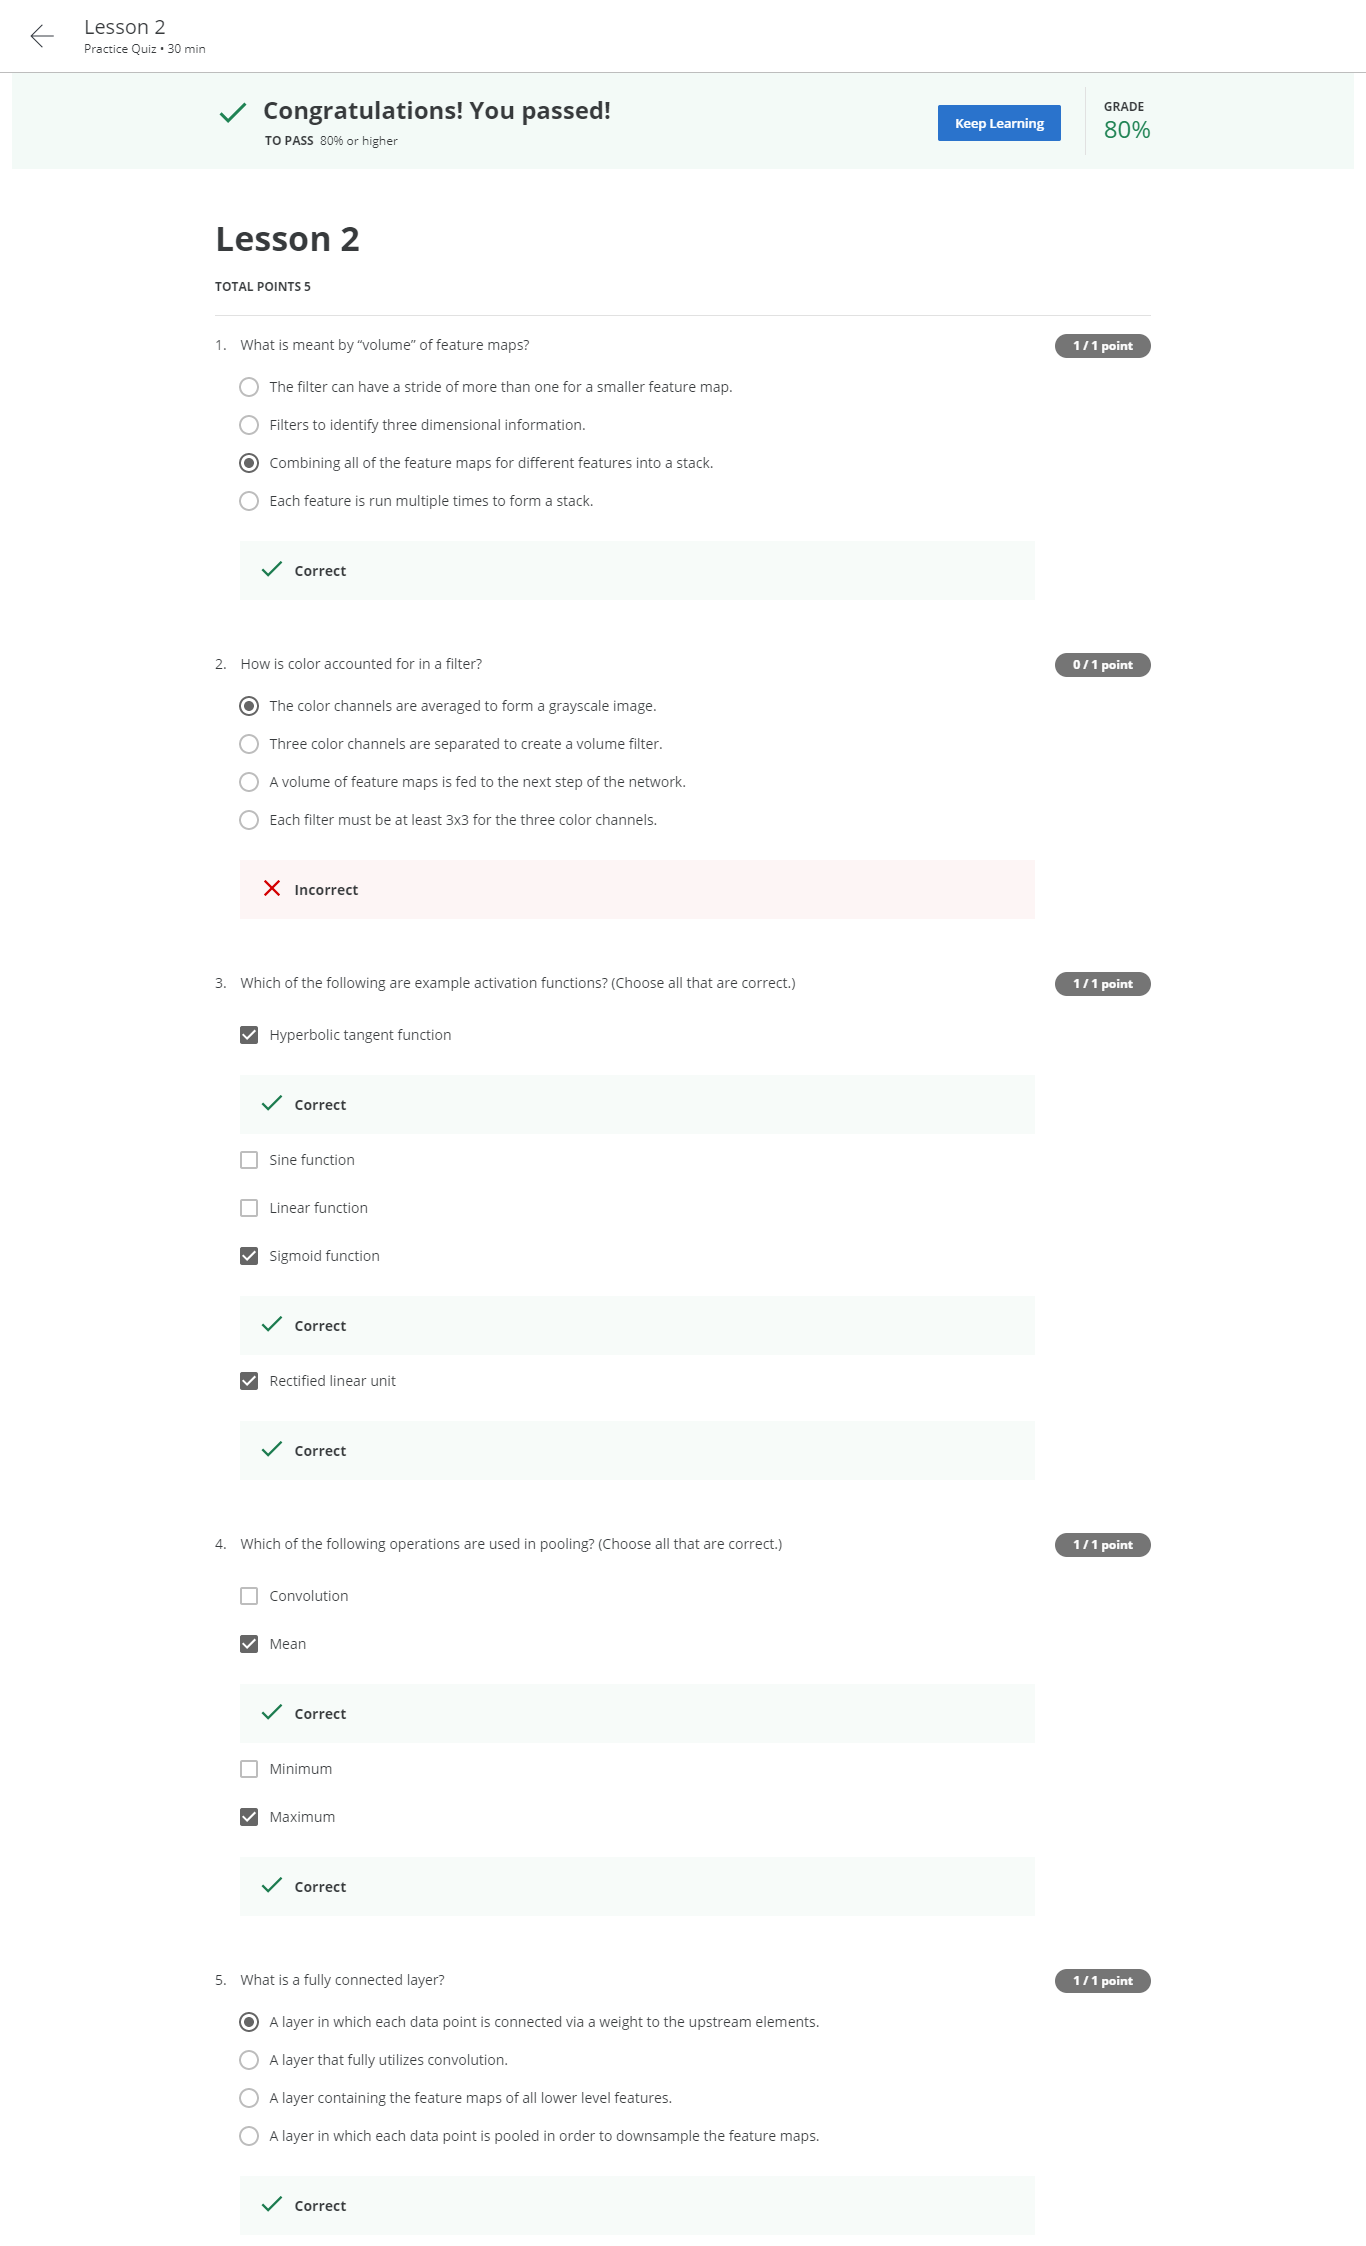 Lesson 2
Practice Quiz • 30 min
Congratulations! You passed!
TO PASS 80% or higher
Keep Learning
GRADE
80%
Lesson 2
TOTAL POINTS 5
1. What is meant by “volume” of feature maps?
1 / 1 point
The filter can have a stride of more than one for a smaller feature map.
Filters to identify three dimensional information.
Combining all of the feature maps for different features into a stack.
Each feature is run multiple times to form a stack.
Correct
2. How is color accounted for in a filter?
0 / 1 point
The color channels are averaged to form a grayscale image.
Three color channels are separated to create a volume filter.
A volume of feature maps is fed to the next step of the network.
Each filter must be at least 3x3 for the three color channels.
Incorrect
3. Which of the following are example activation functions? (Choose all that are correct.)
1 / 1 point
Hyperbolic tangent function
Correct
Sine function
Linear function
Sigmoid function
Correct
Rectified linear unit
Correct
4. Which of the following operations are used in pooling? (Choose all that are correct.)
1 / 1 point
Convolution
Mean
Correct
Minimum
Maximum
Correct
5. What is a fully connected layer?
1 / 1 point
A layer in which each data point is connected via a weight to the upstream elements.
A layer that fully utilizes convolution.
A layer containing the feature maps of all lower level features.
A layer in which each data point is pooled in order to downsample the feature maps.
Correct